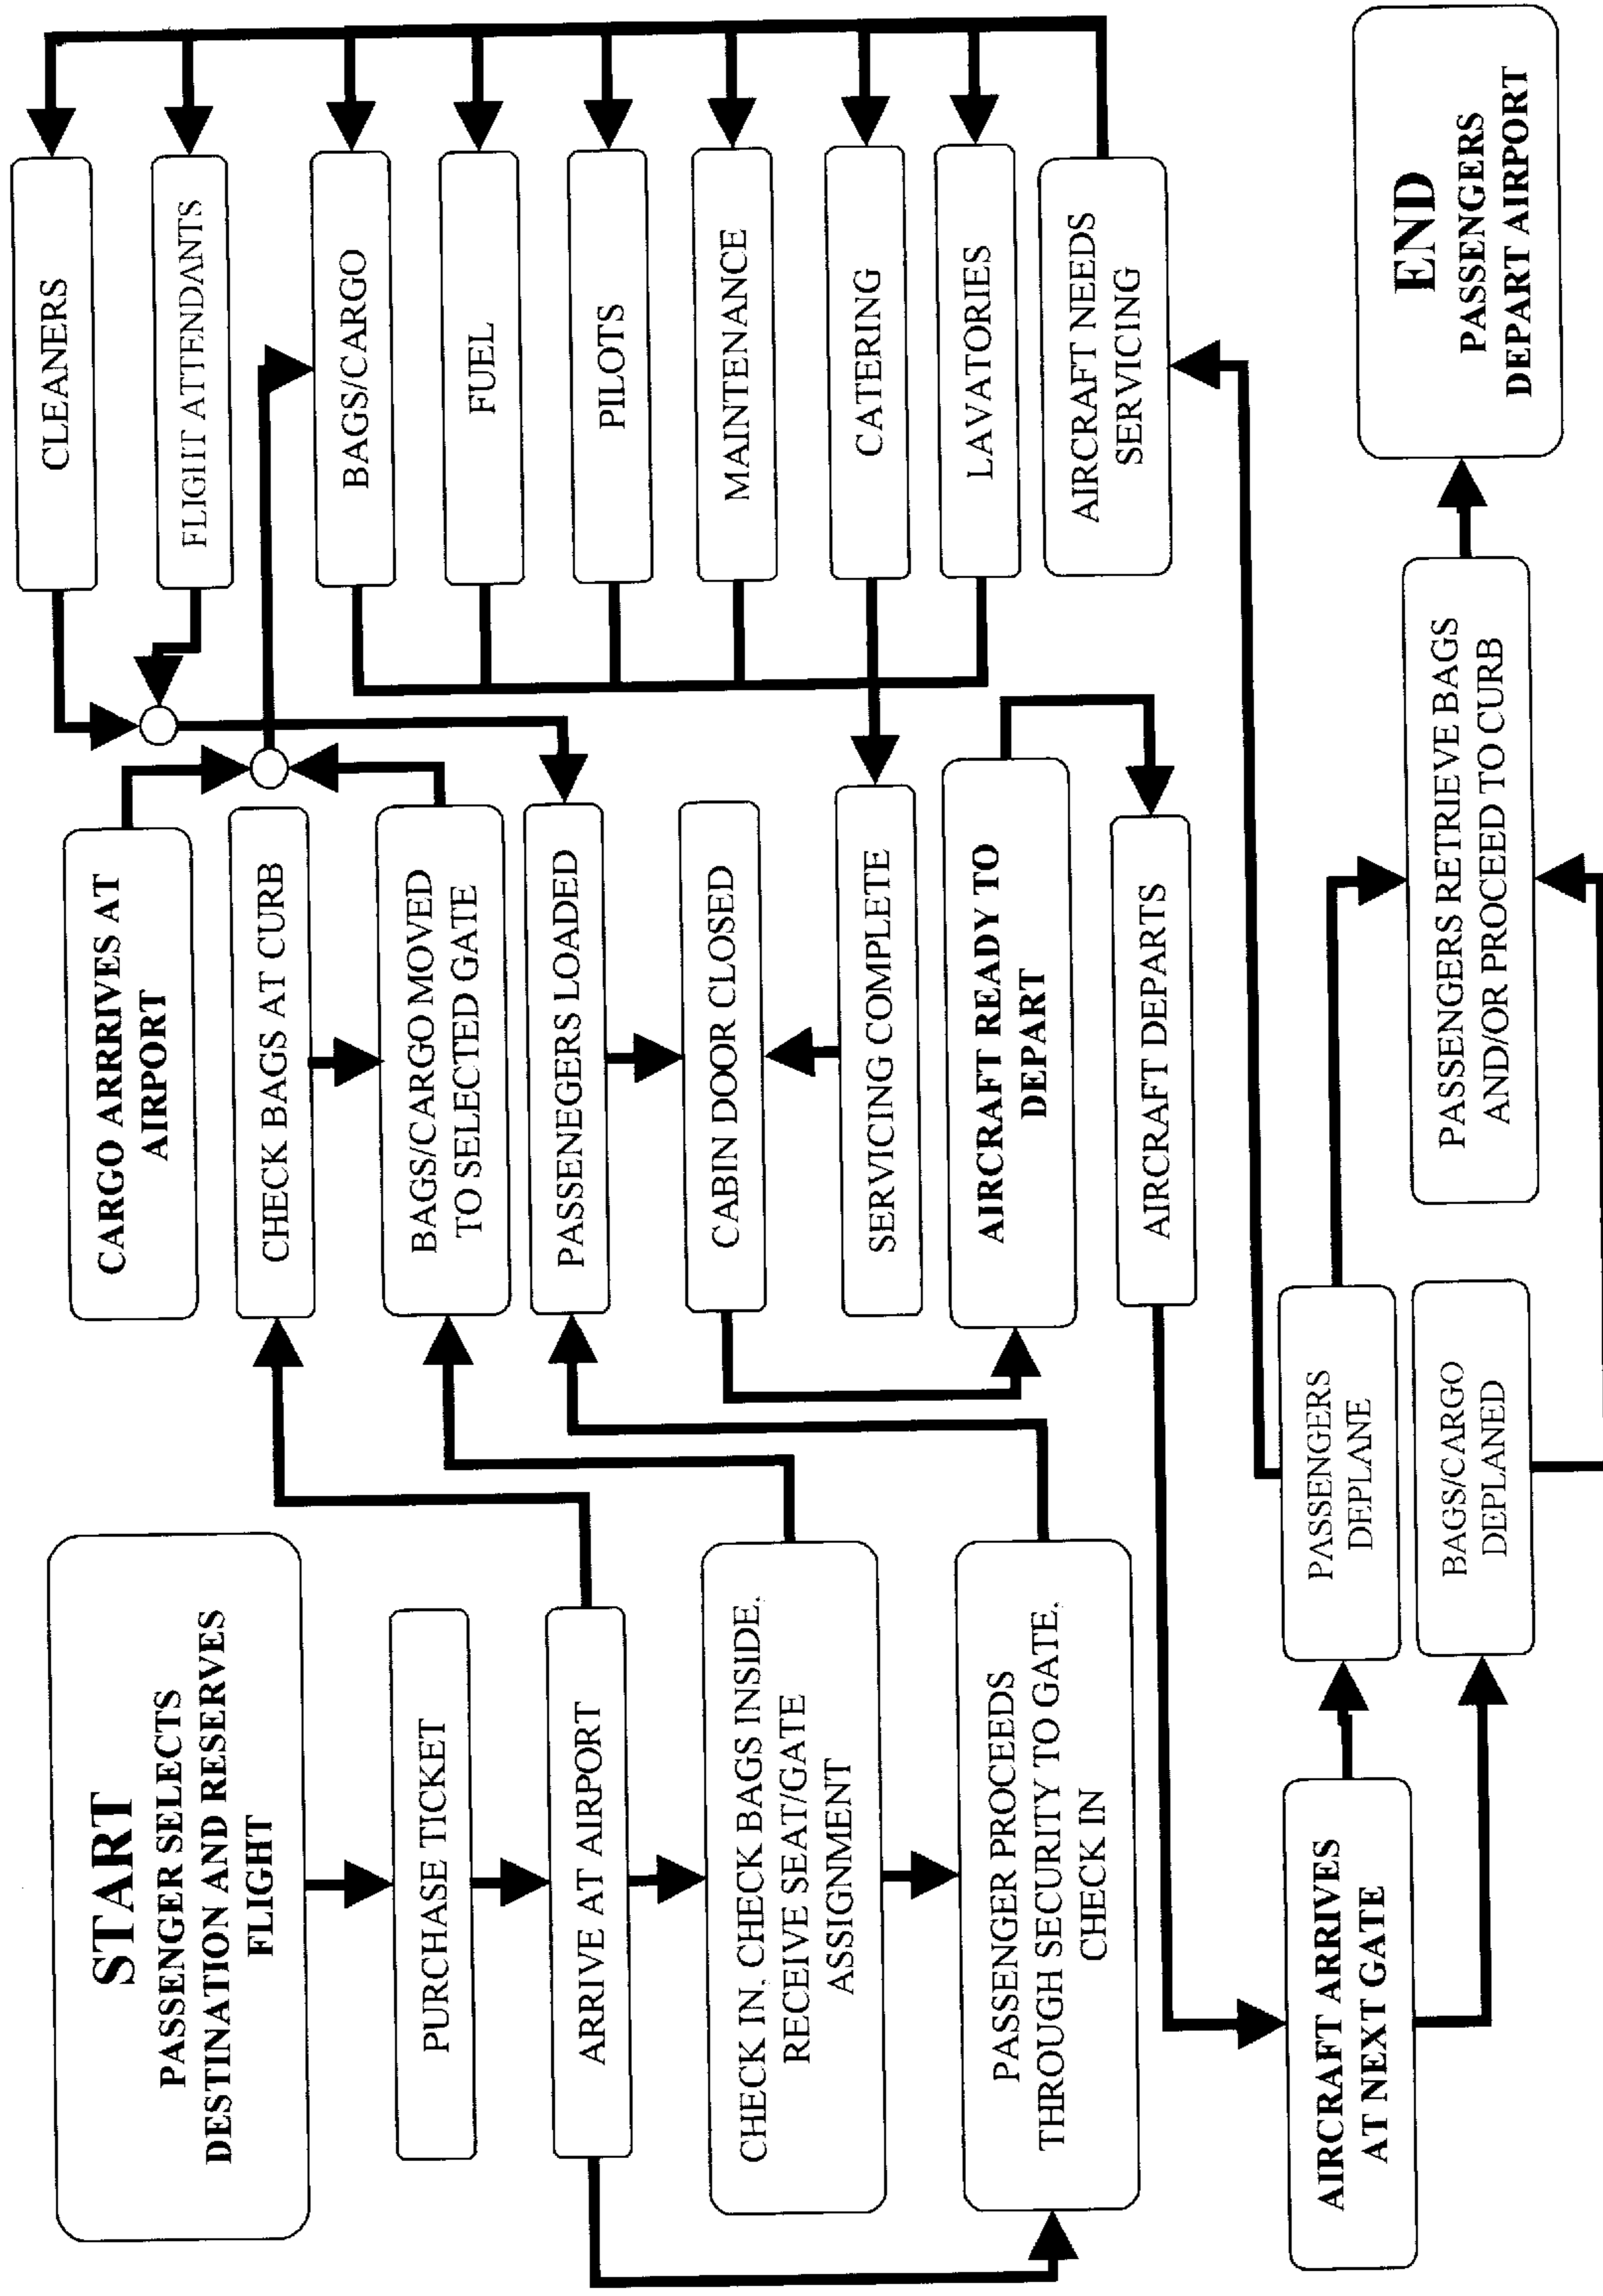 START
PASSENGER SELECTS
DESTINATION AND RESERVES
FLIGHT
PURCHASE TICKET
ARRIVE AT AIRPORT
CHECK IN, CHECK BAGS INSIDE,
RECEIVE SEAT/GATE
ASSIGNMENT
PASSENGER PROCEEDS
THROUGH SECURITY TO GATE,
CHECK IN
CARGO ARRIVES AT
AIRPORT
CHECK BAGS AT CURB
BAGS/CARGO MOVED
TO SELECTED GATE
PASSENEGERS LOADED
CABIN DOOR CLOSED
SERVICING COMPLETE
AIRCRAFT READY TO
DEPART
AIRCRAFT DEPARTS
CLEANERS
FLIGHT ATTENDANTS
BAGS/CARGO
FUEL
PILOTS
MAINTENANCE
CATERING
LAVATORIES
AIRCRAFT NEEDS
SERVICING
AIRCRAFT ARRIVES
AT NEXT GATE
PASSENGERS
DEPLANE
BAGS/CARGO
DEPLANED
PASSENGERS RETRIEVE BAGS
AND/OR PROCEED TO CURB
END
PASSENGERS
DEPART AIRPORT